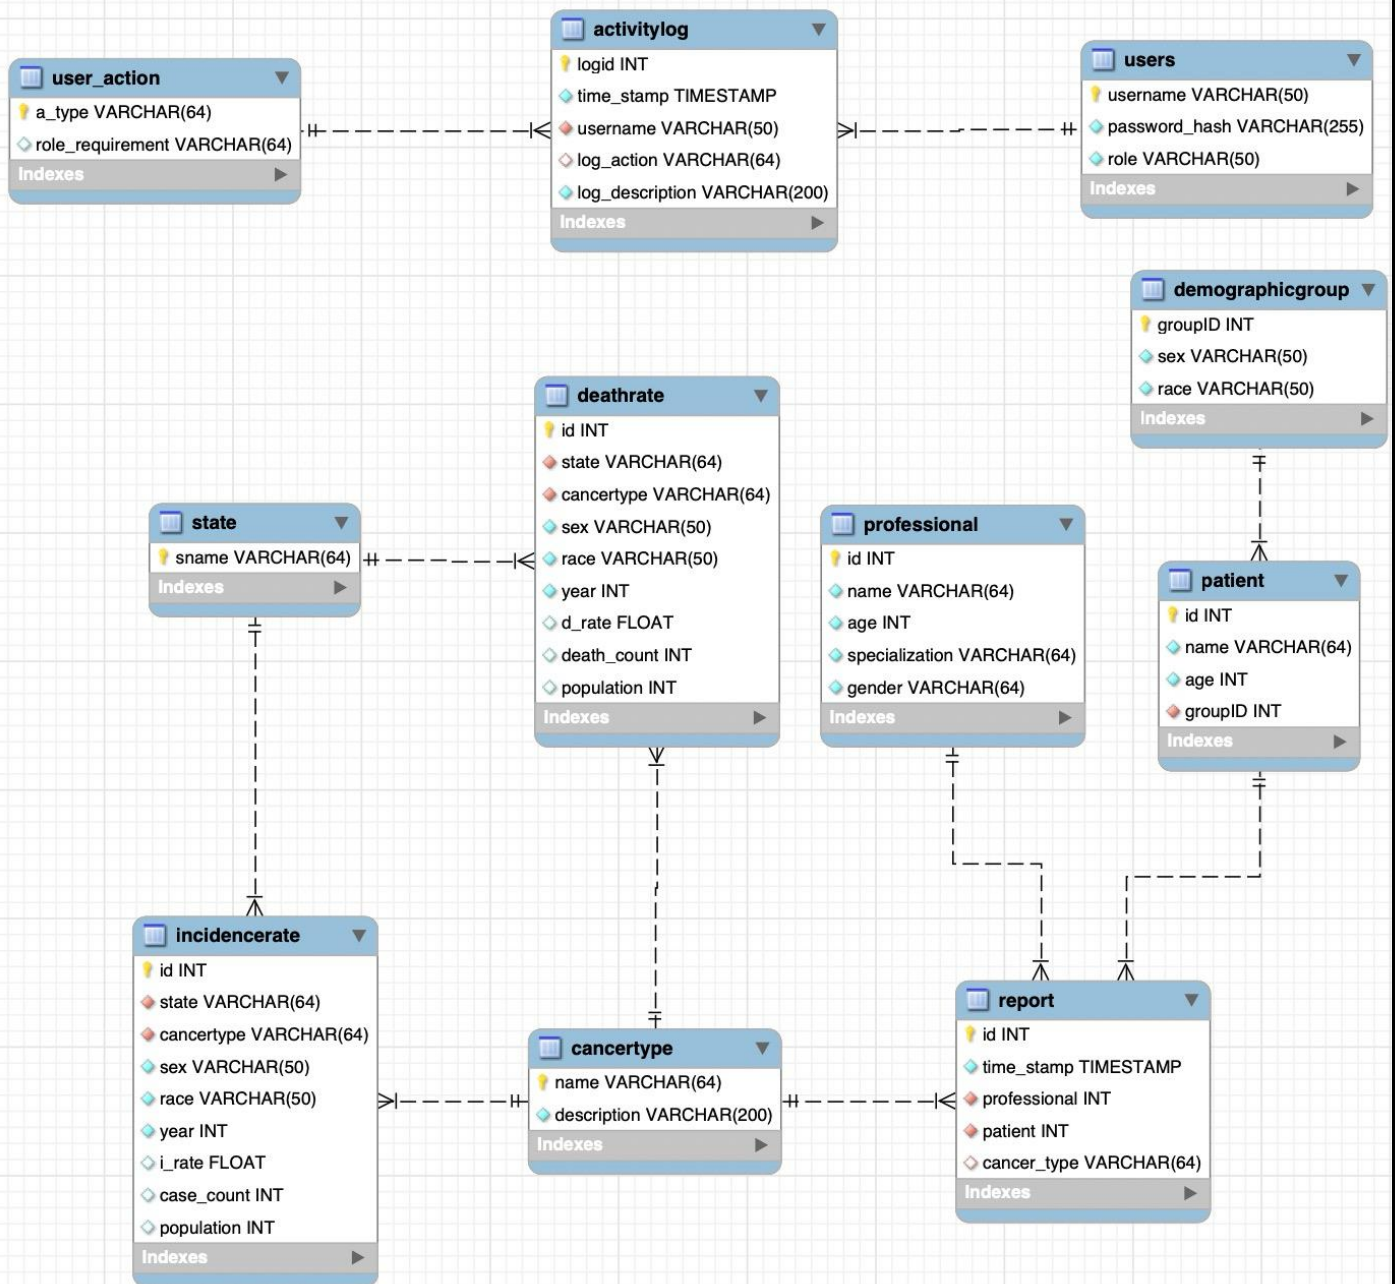 user_action
a_type VARCHAR(64)
role_requirement VARCHAR(64)
Indexes
activitylog
logid INT
time_stamp TIMESTAMP
username VARCHAR(50)
log_action VARCHAR(64)
log_description VARCHAR(200)
Indexes
users
username VARCHAR(50)
password_hash VARCHAR(255)
role VARCHAR(50)
Indexes
demographicgroup
groupID INT
sex VARCHAR(50)
race VARCHAR(50)
Indexes
deathrate
id INT
state VARCHAR(64)
cancertype VARCHAR(64)
sex VARCHAR(50)
race VARCHAR(50)
year INT
d_rate FLOAT
death_count INT
population INT
Indexes
state
sname VARCHAR(64)
Indexes
professional
id INT
name VARCHAR(64)
age INT
specialization VARCHAR(64)
gender VARCHAR(64)
Indexes
patient
id INT
name VARCHAR(64)
age INT
groupID INT
Indexes
incidencerate
id INT
state VARCHAR(64)
cancertype VARCHAR(64)
sex VARCHAR(50)
race VARCHAR(50)
year INT
i_rate FLOAT
case_count INT
population INT
Indexes
cancertype
name VARCHAR(64)
description VARCHAR(200)
Indexes
report
id INT
time_stamp TIMESTAMP
professional INT
patient INT
cancer_type VARCHAR(64)
Indexes